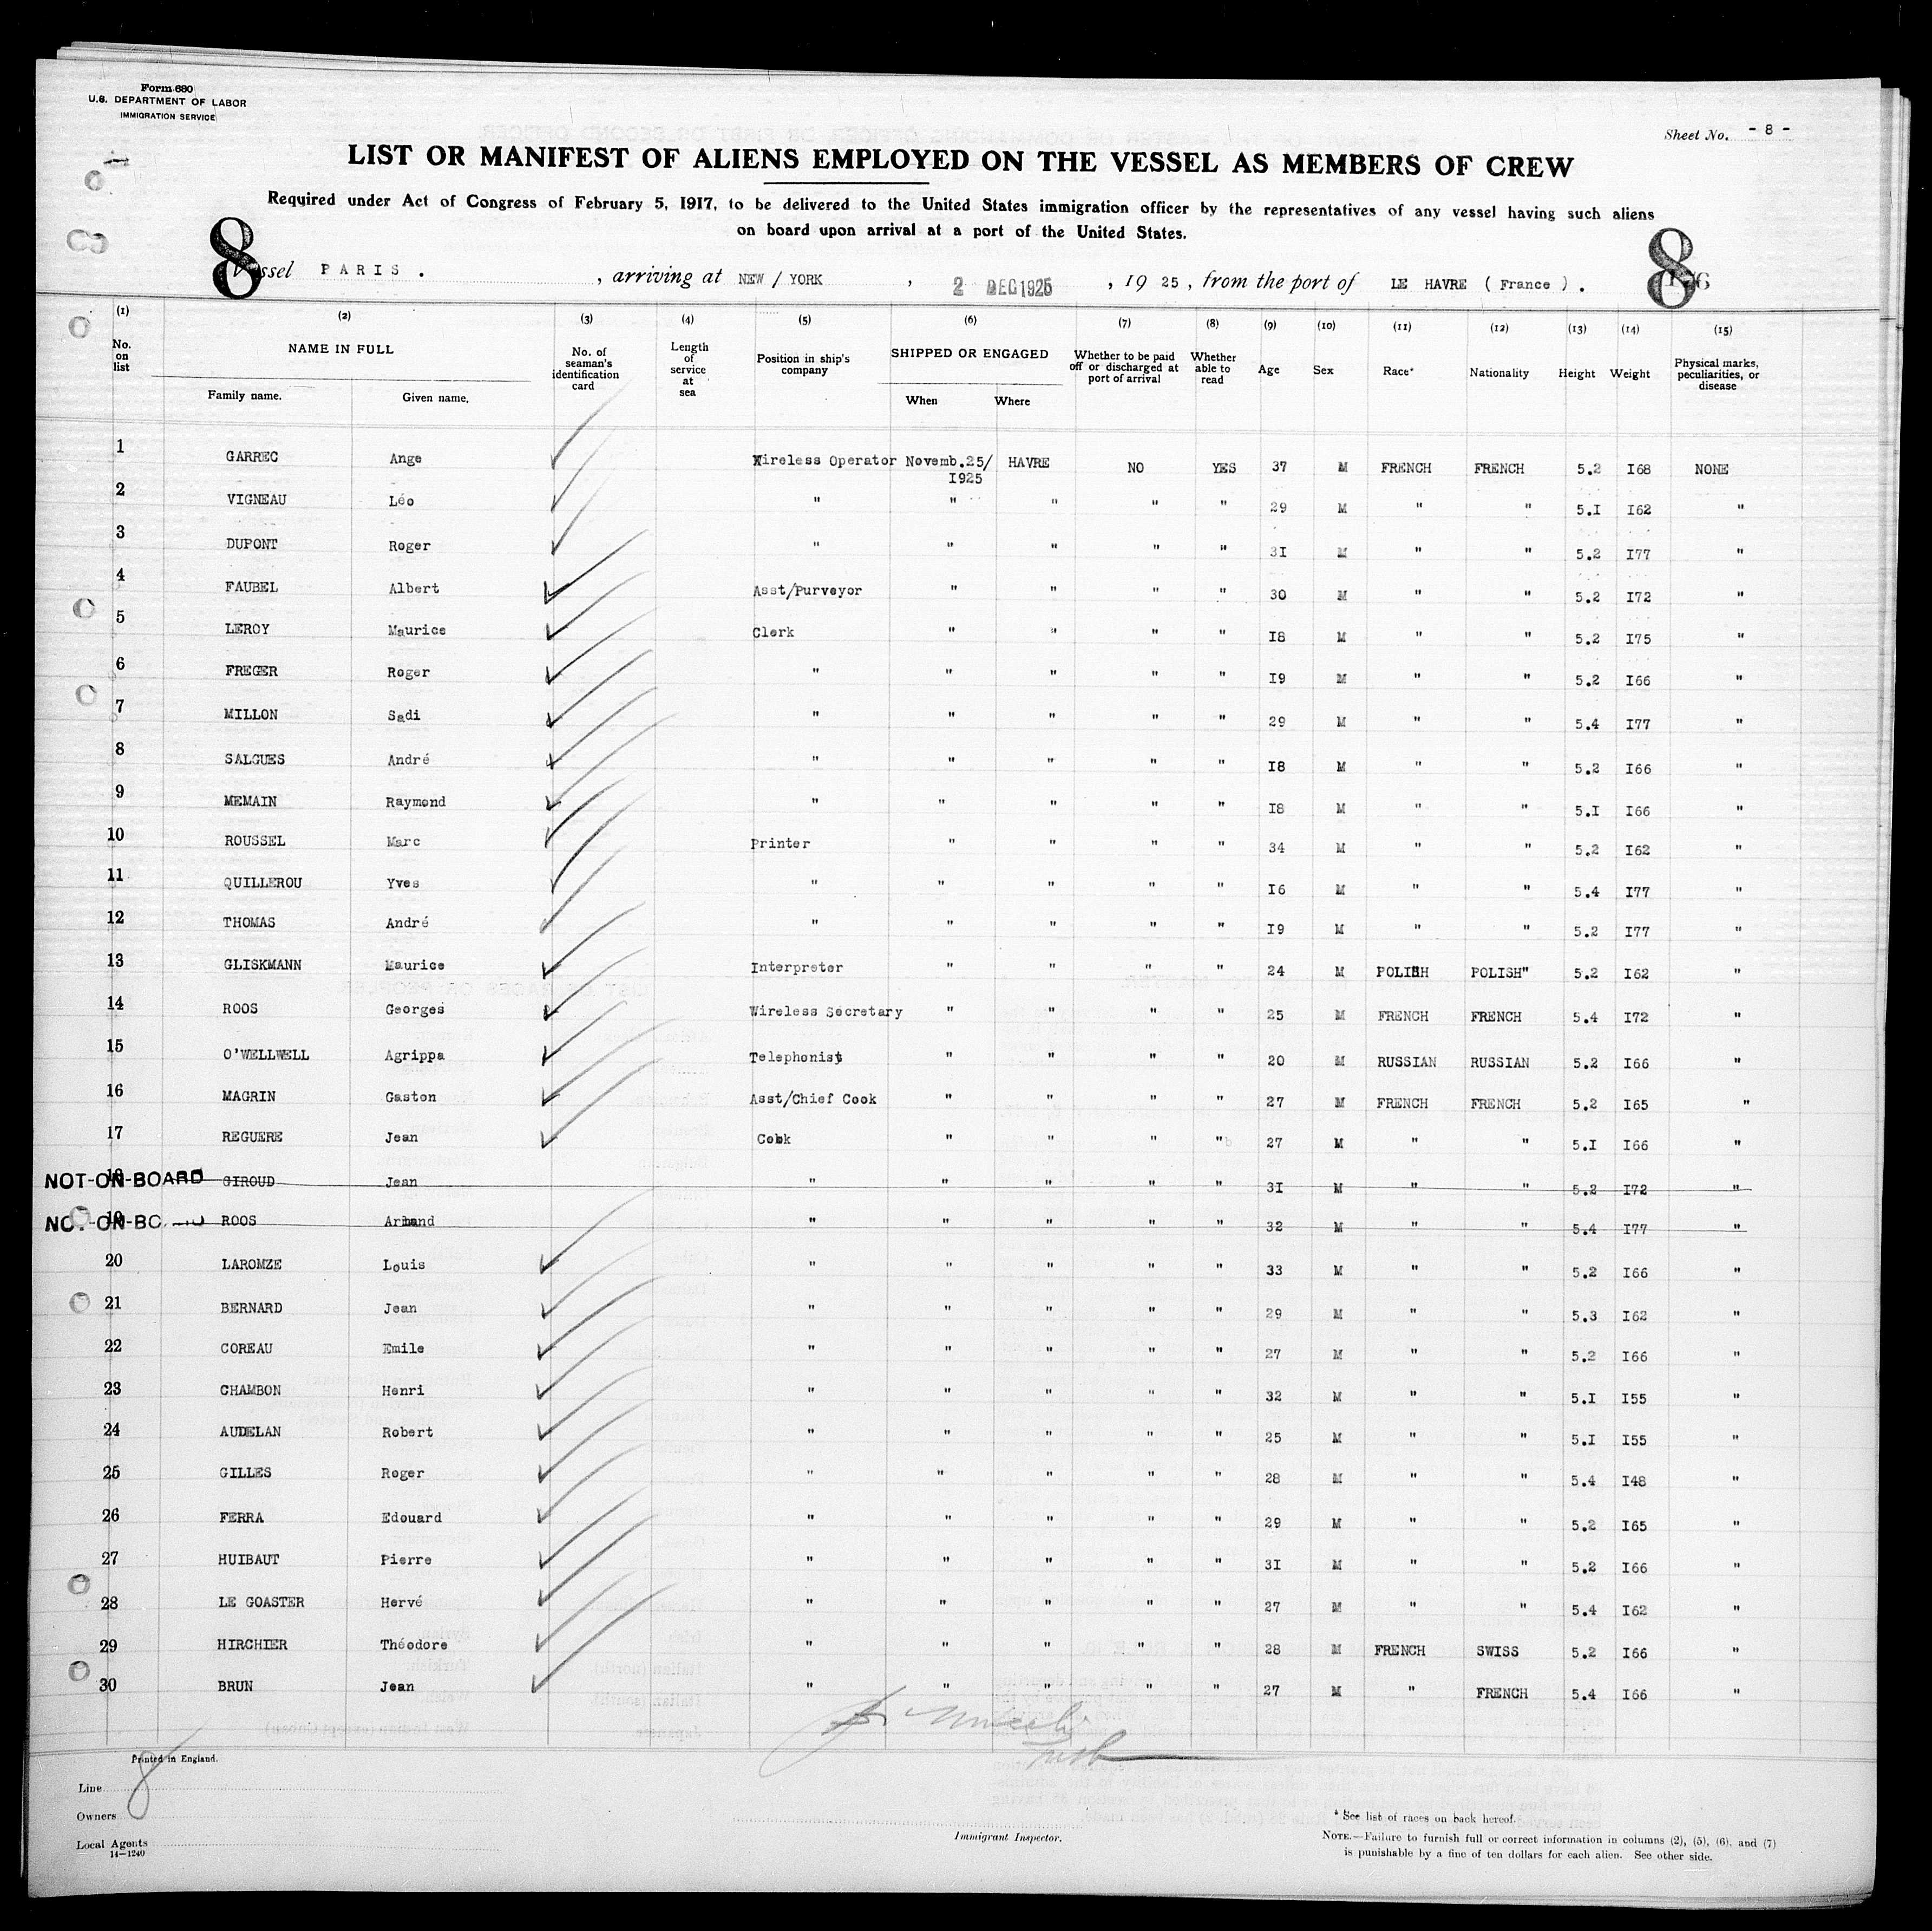 Form 680
U.S. DEPARTMENT OF LABOR
IMMIGRATION SERVICE
Sheet No. - 8 -
LIST OR MANIFEST OF ALIENS EMPLOYED ON THE VESSEL AS MEMBERS OF CREW
Required under Act of Congress of February 5, 1917, to be delivered to the United States immigration officer by the representatives of any vessel having such aliens
on board upon arrival at a port of the United States.
8 8
Vessel PARIS . , arriving at NEW / YORK , 2 DEC 1925 , 19 25 , from the port of LE HAVRE ( France ) .
(1) (2) (3) (4) (5) (6) (7) (8) (9) (10) (11) (12) (13) (14) (15)
No. on list NAME IN FULL Family name. Given name. No. of seaman's identification card Length of service at sea Position in ship's company SHIPPED OR ENGAGED When Where Whether to be paid off or discharged at port of arrival Whether able to read Age Sex Race* Nationality Height Weight Physical marks, peculiarities, or disease
1 GARREC Ange Wireless Operator Novemb.25/ I925 HAVRE NO YES 37 M FRENCH FRENCH 5.2 I68 NONE
2 VIGNEAU Léo " " " " " 29 M " " 5.I I62 "
3 DUPONT Roger " " " " " 3I M " " 5.2 I77 "
4 FAUBEL Albert Asst/Purveyor " " " " 30 M " " 5.2 I72 "
5 LEROY Maurice Clerk " " " " I8 M " " 5.2 I75 "
6 FREGER Roger " " " " " I9 M " " 5.2 I66 "
7 MILLON Sadi " " " " " 29 M " " 5.4 I77 "
8 SALGUES André " " " " " I8 M " " 5.2 I66 "
9 MEMAIN Raymond " " " " " I8 M " " 5.I I66 "
10 ROUSSEL Marc Printer " " " " 34 M " " 5.2 I62 "
11 QUILLEROU Yves " " " " " I6 M " " 5.4 I77 "
12 THOMAS André " " " " " I9 M " " 5.2 I77 "
13 GLISKMANN Maurice Interpreter " " " " 24 M POLISH POLISH" 5.2 I62 "
14 ROOS Georges Wireless Secretary " " " " 25 M FRENCH FRENCH 5.4 I72 "
15 O'WELLWELL Agrippa Telephonist " " " " 20 M RUSSIAN RUSSIAN 5.2 I66 "
16 MAGRIN Gaston Asst/Chief Cook " " " " 27 M FRENCH FRENCH 5.2 I65 "
17 REGUERE Jean Cook " " " " 27 M " " 5.I I66 "
NOT-ON-BOARD 18 GIROUD Jean " " " " " 3I M " " 5.2 I72 "
NOT-ON-BOARD 19 ROOS Armand " " " " " 32 M " " 5.4 I77 "
20 LAROMZE Louis " " " " " 33 M " " 5.2 I66 "
21 BERNARD Jean " " " " " 29 M " " 5.3 I62 "
22 COREAU Emile " " " " " 27 M " " 5.2 I66 "
23 CHAMBON Henri " " " " " 32 M " " 5.I I55 "
24 AUDELAN Robert " " " " " 25 M " " 5.I I55 "
25 GILLES Roger " " " " " 28 M " " 5.4 I48 "
26 FERRA Edouard " " " " " 29 M " " 5.2 I65 "
27 HUIBAUT Pierre " " " " " 3I M " " 5.2 I66 "
28 LE GOASTER Hervé " " " " " 27 M " " 5.4 I62 "
29 HIRCHIER Théodore " " " " " 28 M FRENCH SWISS 5.2 I66 "
30 BRUN Jean " " " " " 27 M " FRENCH 5.4 I66 "
Printed in England.
8
Line
Owners
Local Agents
14—1240
Immigrant Inspector.
* See list of races on back hereof.
NOTE.—Failure to furnish full or correct information in columns (2), (5), (6), and (7)
is punishable by a fine of ten dollars for each alien. See other side.